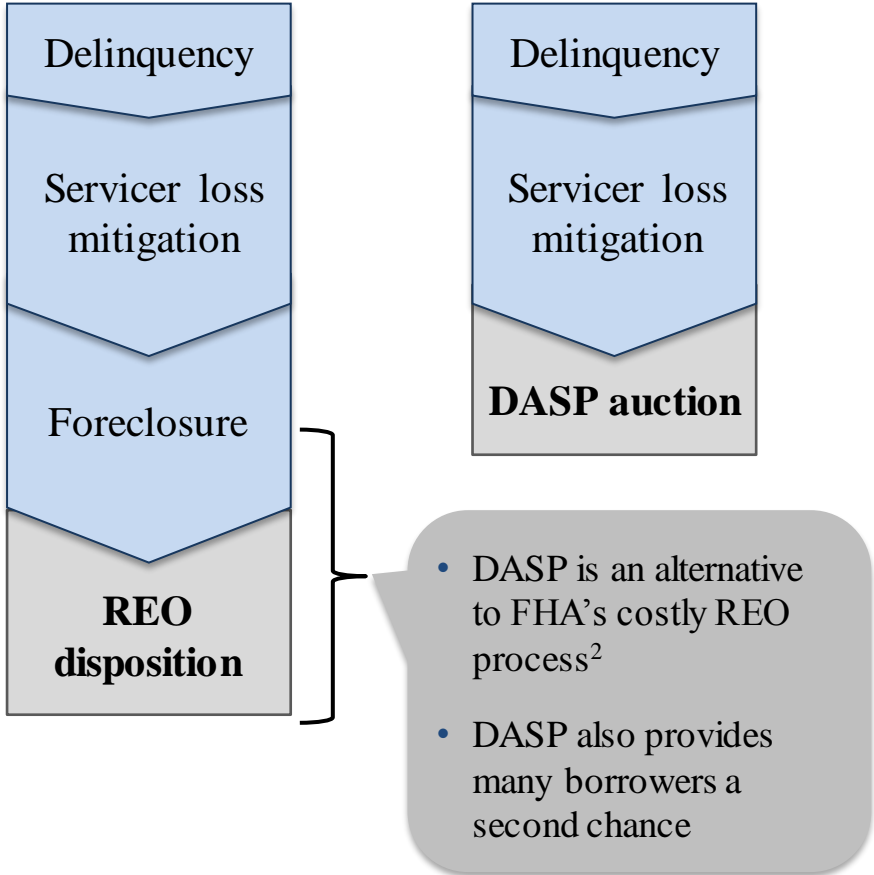 Delinquency
Servicer loss
mitigation
Foreclosure
REO
disposition
Delinquency
Servicer loss
mitigation
DASP auction
• DASP is an alternative
to FHA’s costly REO
process²
• DASP also provides
many borrowers a
second chance